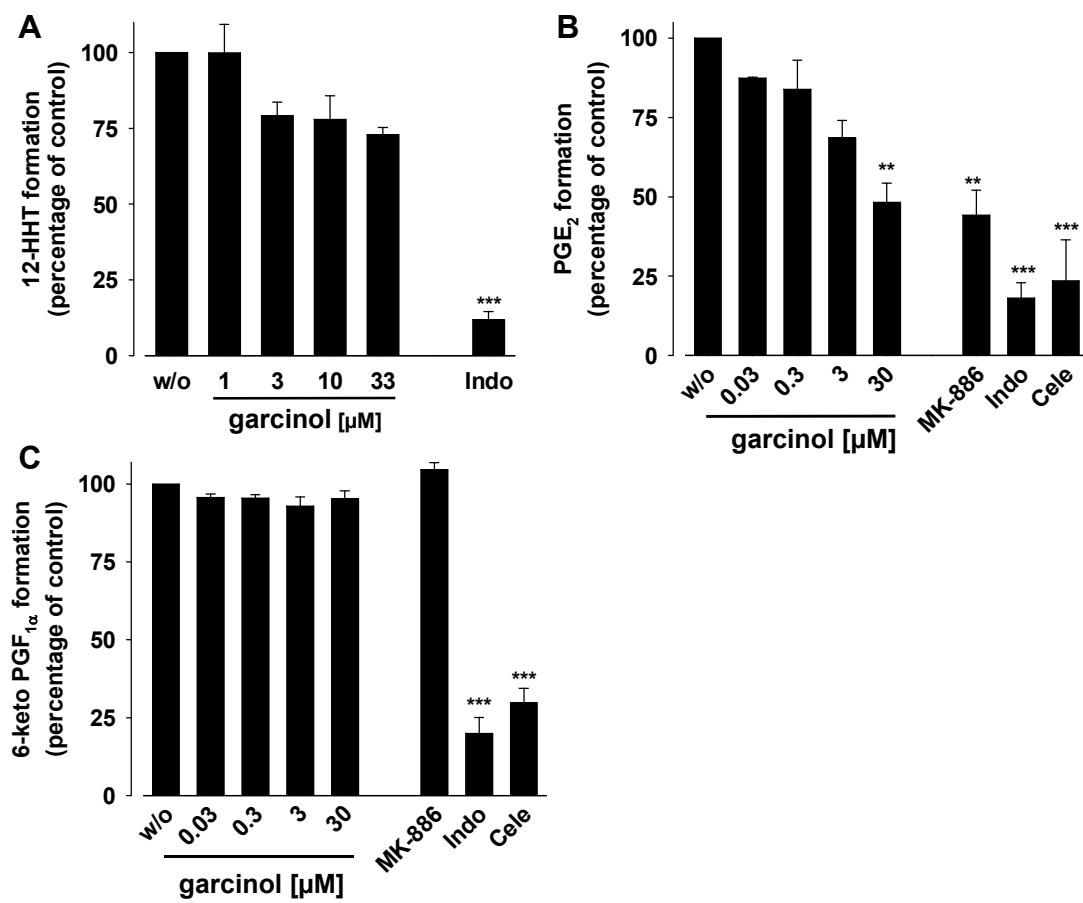 A
12-HHT formation
(percentage of control)
100
75
50
25
0
***
w/o 1 3 10 33 Indo
garcinol [µM]
B
PGE2 formation
(percentage of control)
100
75
50
25
0
** ** *** ***
w/o 0.03 0.3 3 30 MK-886 Indo Cele
garcinol [µM]
C
6-keto PGF1α formation
(percentage of control)
100
75
50
25
0
*** ***
w/o 0.03 0.3 3 30 MK-886 Indo Cele
garcinol [µM]